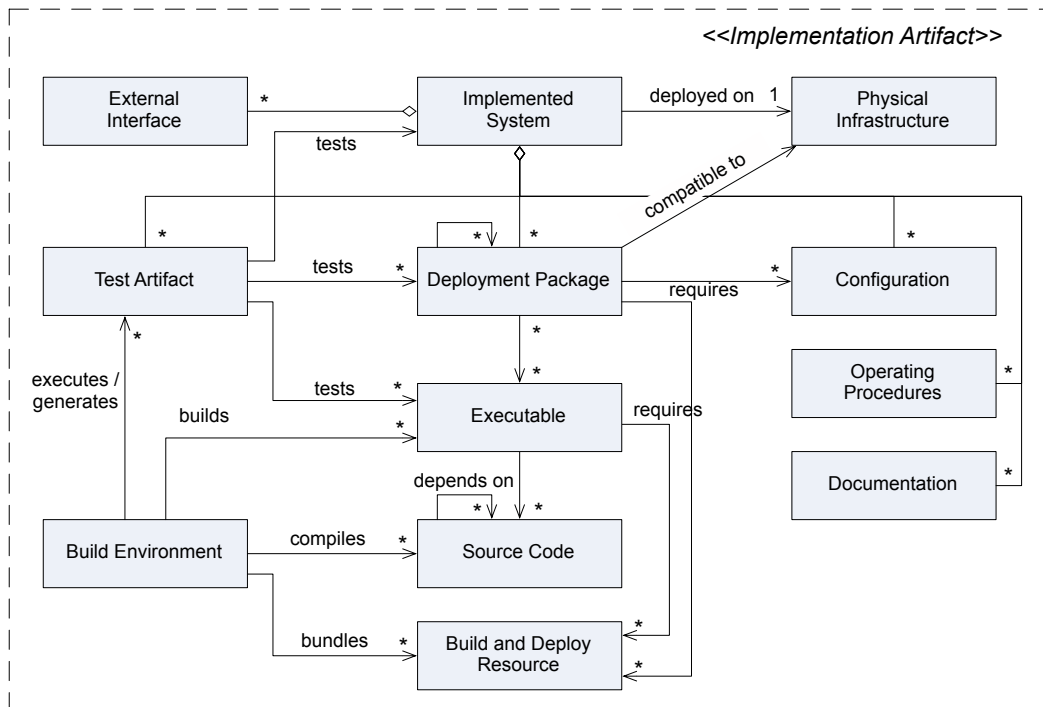 <<Implementation Artifact>>
External
Interface
*
Implemented
System
deployed on 1
Physical
Infrastructure
tests
compatible to
*
*
*
*
Test Artifact
tests *
Deployment Package
*
requires
Configuration
*
*
*
executes /
generates
tests *
*
Executable
requires
Operating
Procedures
*
builds
*
depends on
*
*
Documentation
*
Build Environment
compiles *
Source Code
bundles *
Build and Deploy
Resource
*
*